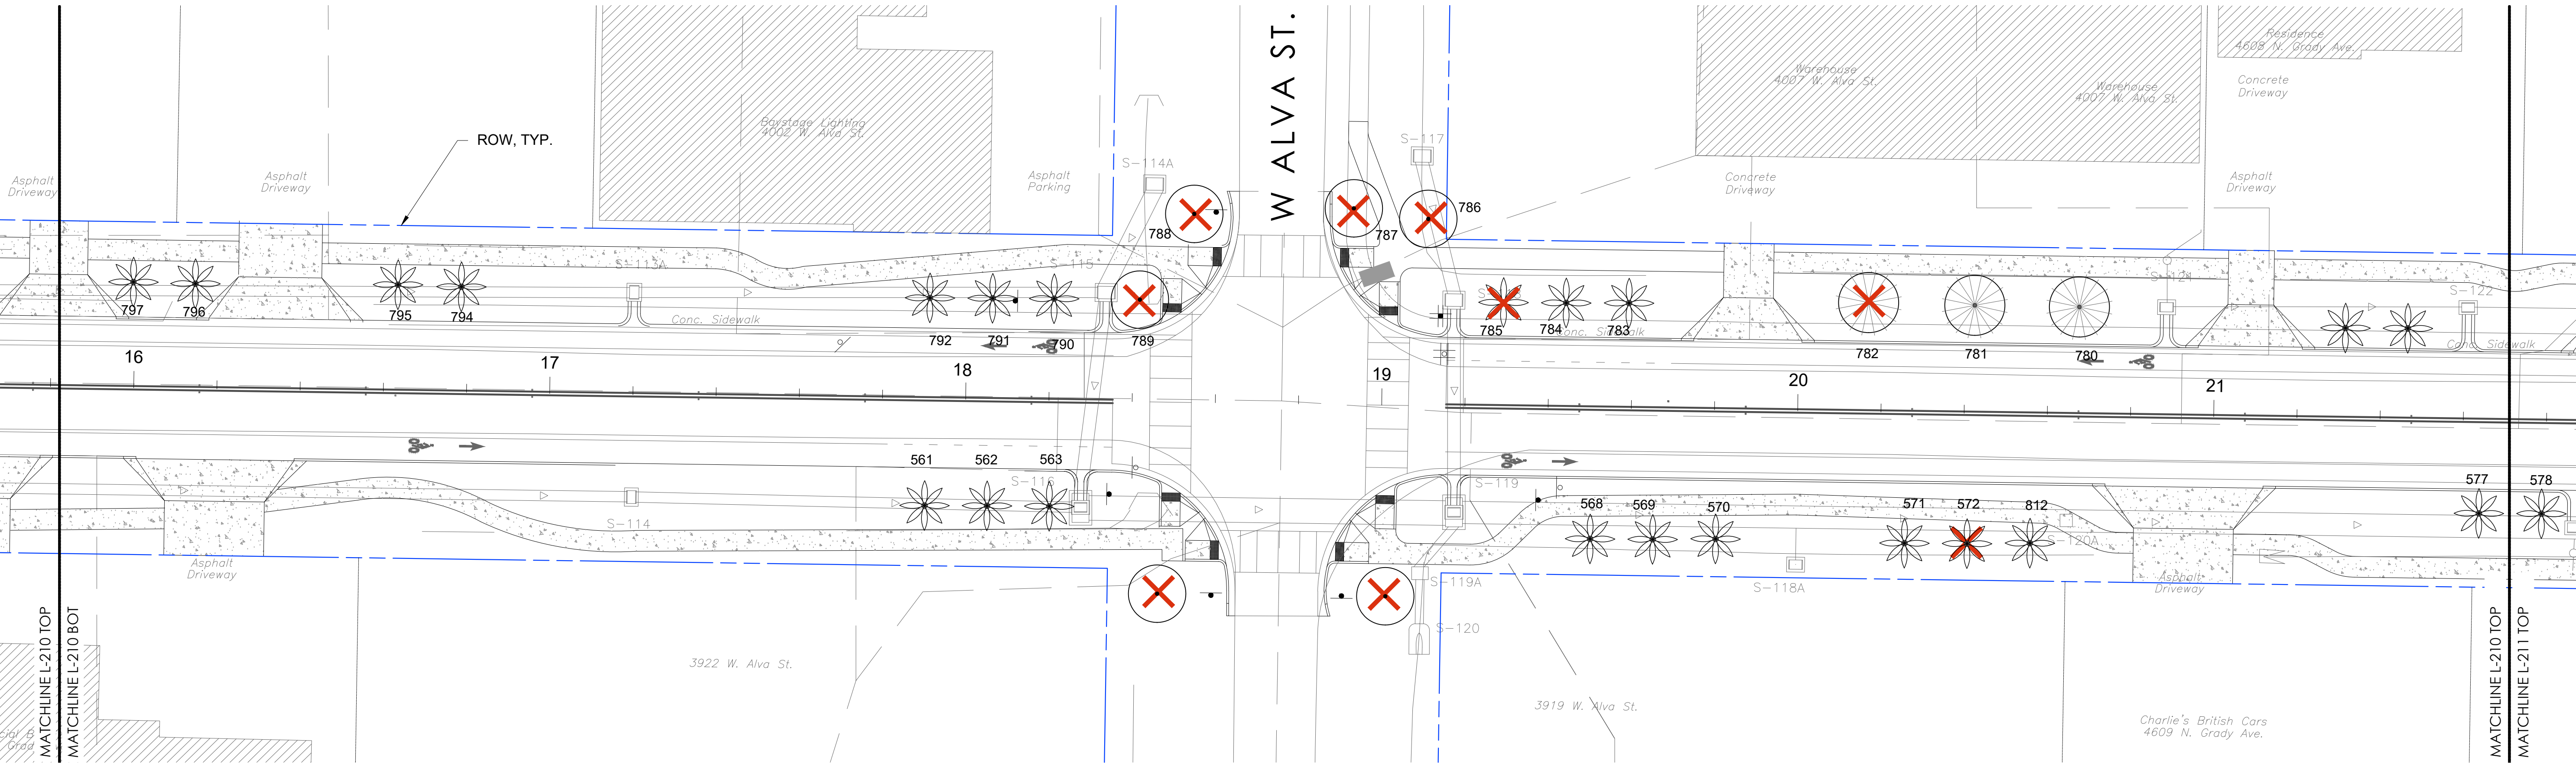 W ALVA ST.
Residence
4608 N. Grady Ave.
Warehouse
4007 W. Alva St.
Warehouse
4007 W. Alva St.
Concrete
Driveway
Baystage Lighting
4002 W. Alva St.
ROW, TYP.
S-117
S-114A
Asphalt
Driveway
Asphalt
Driveway
Asphalt
Parking
Concrete
Driveway
Asphalt
Driveway
786
788
787
S-113A
S-115
S-121
S-122
797
796
795
794
Conc. Sidewalk
792
791
790
789
785
784
783
Conc. Sidewalk
782
781
780
Conc. Sidewalk
16
17
18
19
20
21
561
562
563
S-116
S-114
S-119
568
569
570
571
572
812
577
578
S-120A
Asphalt
Driveway
S-119A
S-118A
Asphalt
Driveway
S-120
3922 W. Alva St.
3919 W. Alva St.
Charlie's British Cars
4609 N. Grady Ave.
MATCHLINE L-210 TOP
MATCHLINE L-210 BOT
MATCHLINE L-210 TOP
MATCHLINE L-211 TOP